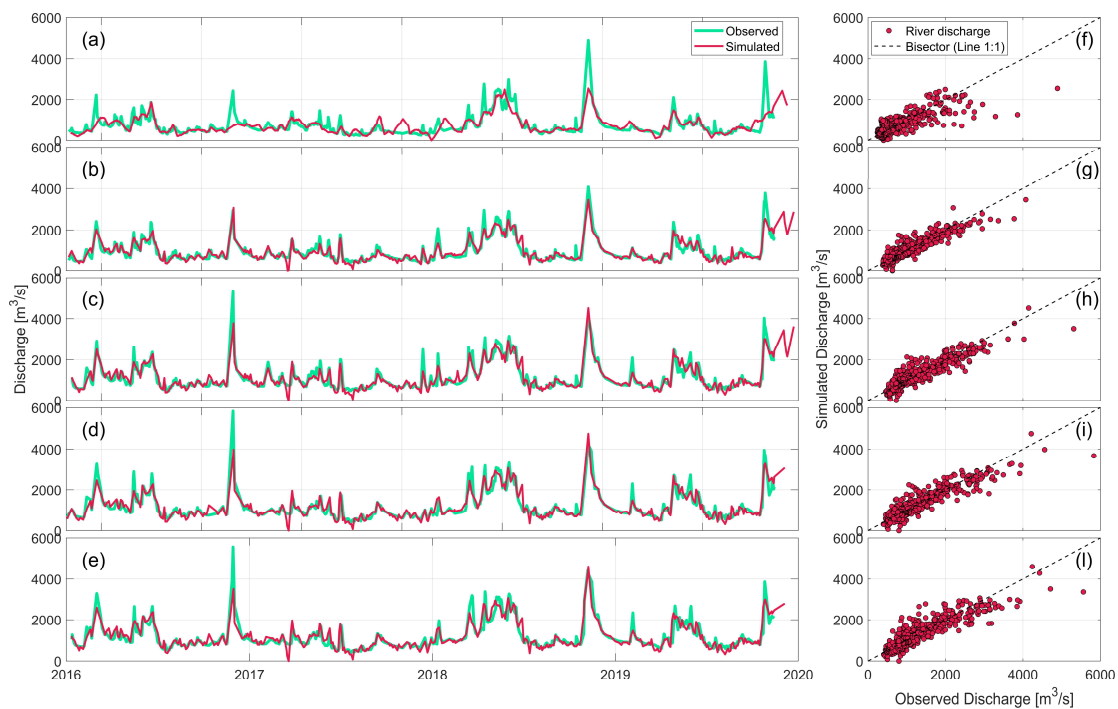 6000
4000
2000
0
(a)
Observed
Simulated
6000
4000
2000
0
(b)
6000
4000
2000
0
(c)
6000
4000
2000
0
(d)
6000
4000
2000
0
(e)
2016
2017
2018
2019
2020
Discharge [m³/s]
6000
4000
2000
0
River discharge
Bisector (Line 1:1)
(f)
6000
4000
2000
0
(g)
6000
4000
2000
0
(h)
6000
4000
2000
0
(i)
6000
4000
2000
0
(l)
0
2000
4000
6000
Simulated Discharge [m³/s]
Observed Discharge [m³/s]